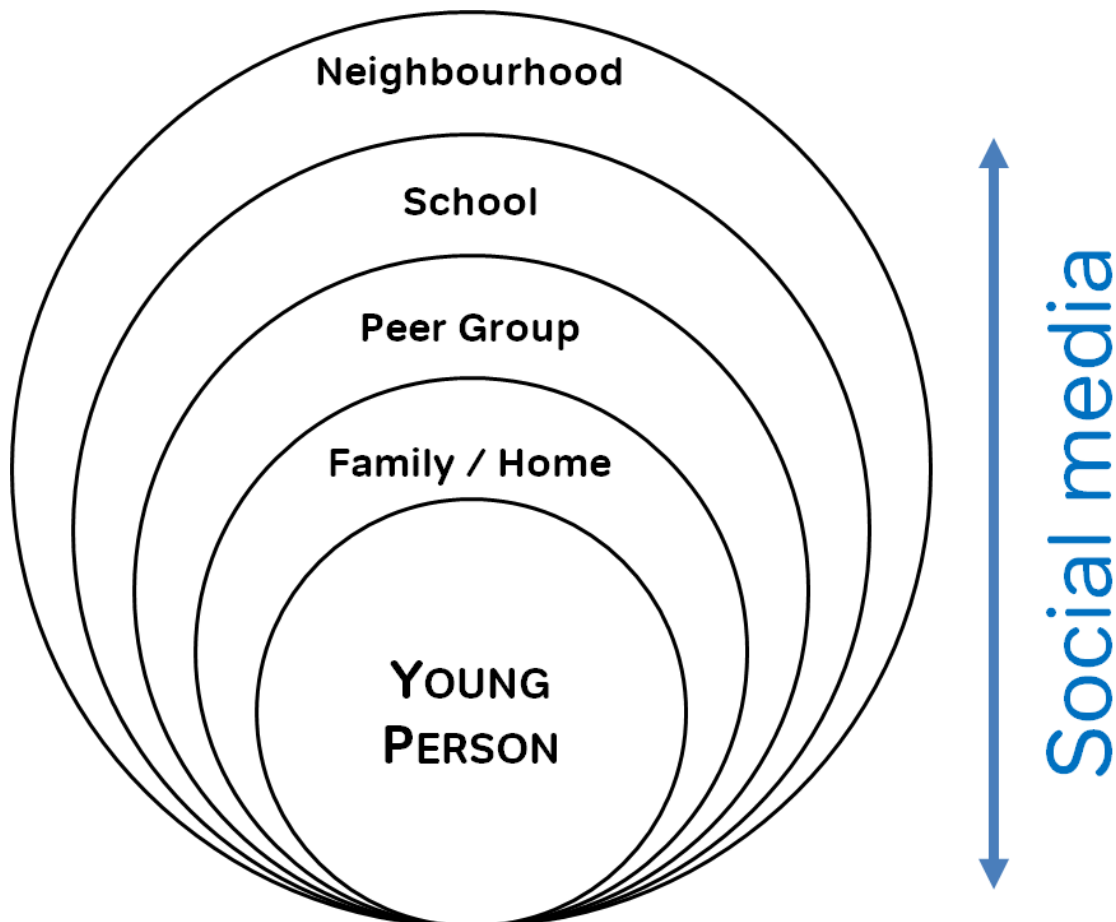 Neighbourhood
School
Peer Group
Family / Home
YOUNG
PERSON
Social media